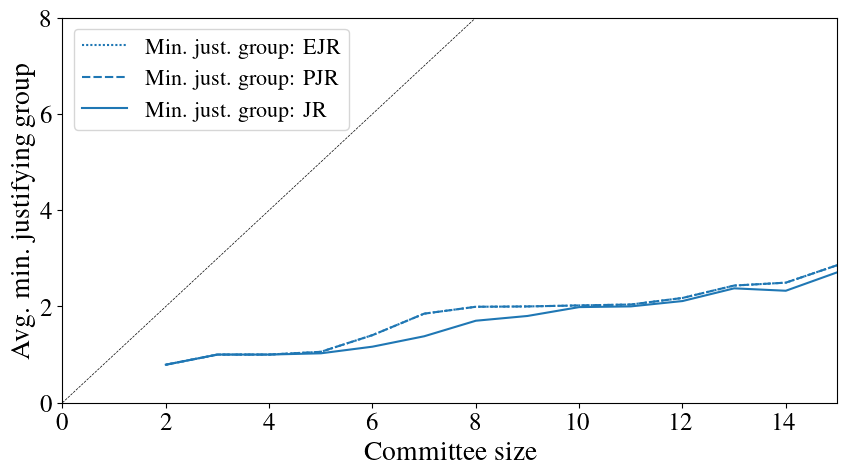 Min. just. group: EJR
Min. just. group: PJR
Min. just. group: JR
Avg. min. justifying group
8
6
4
2
0
0 2 4 6 8 10 12 14
Committee size